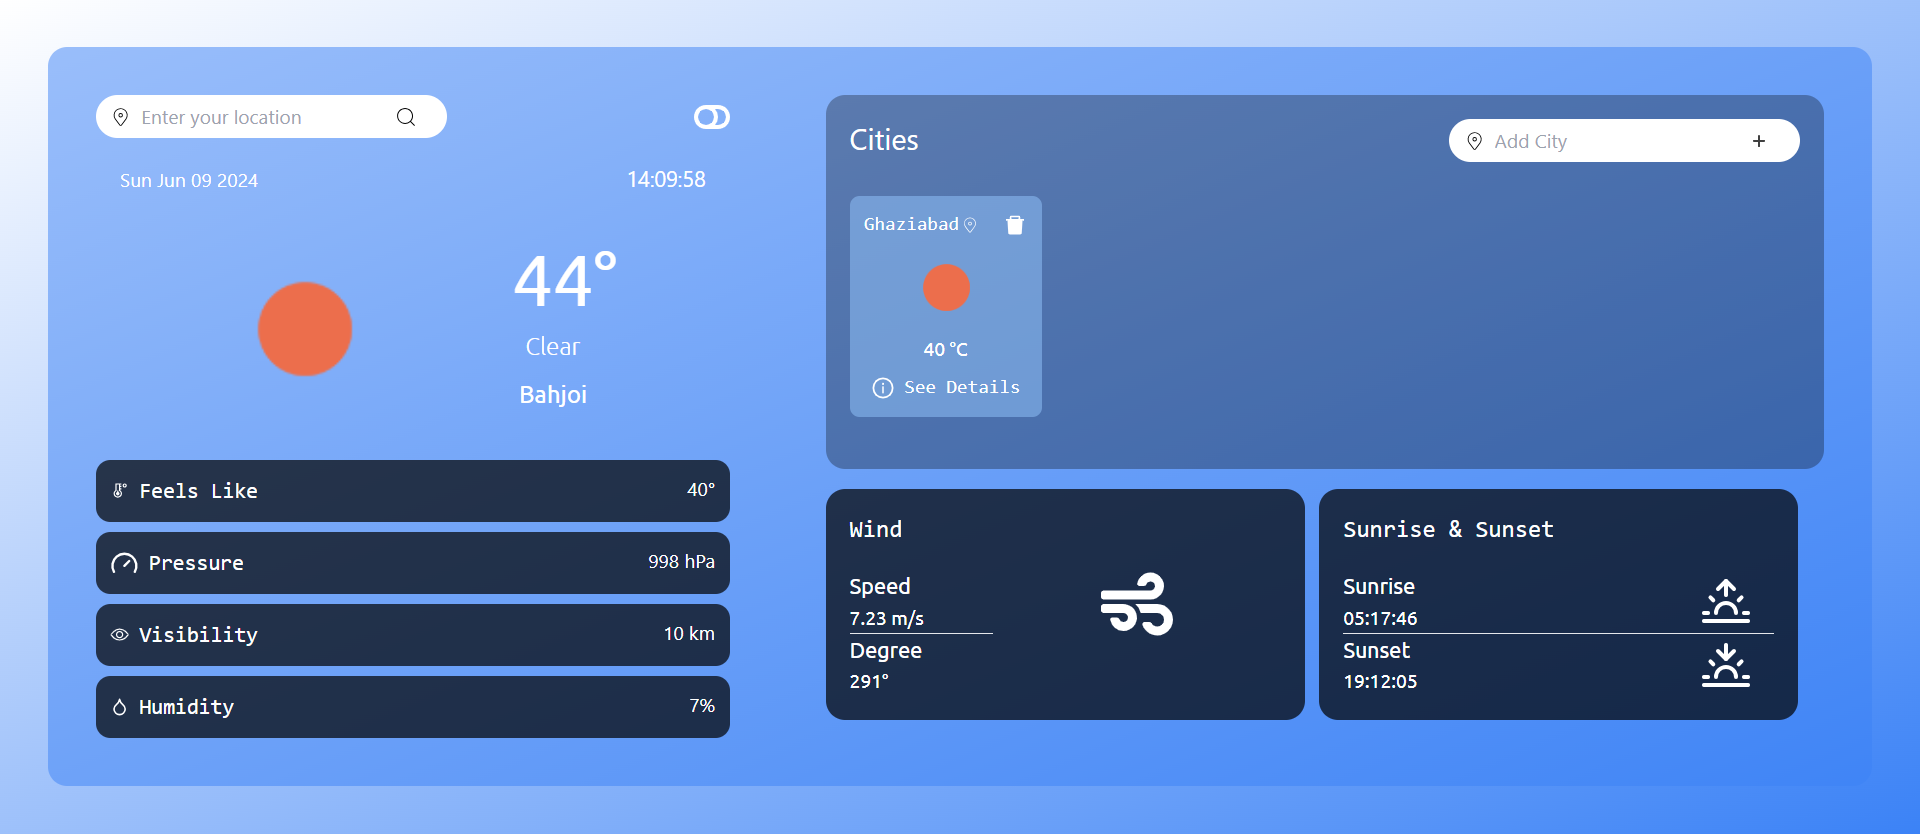 Enter your location
Sun Jun 09 2024
14:09:58
44°
Clear
Bahjoi
Feels Like
40°
Pressure
998 hPa
Visibility
10 km
Humidity
7%
Cities
Add City
Ghaziabad
40 °C
See Details
Wind
Speed
7.23 m/s
Degree
291°
Sunrise & Sunset
Sunrise
05:17:46
Sunset
19:12:05